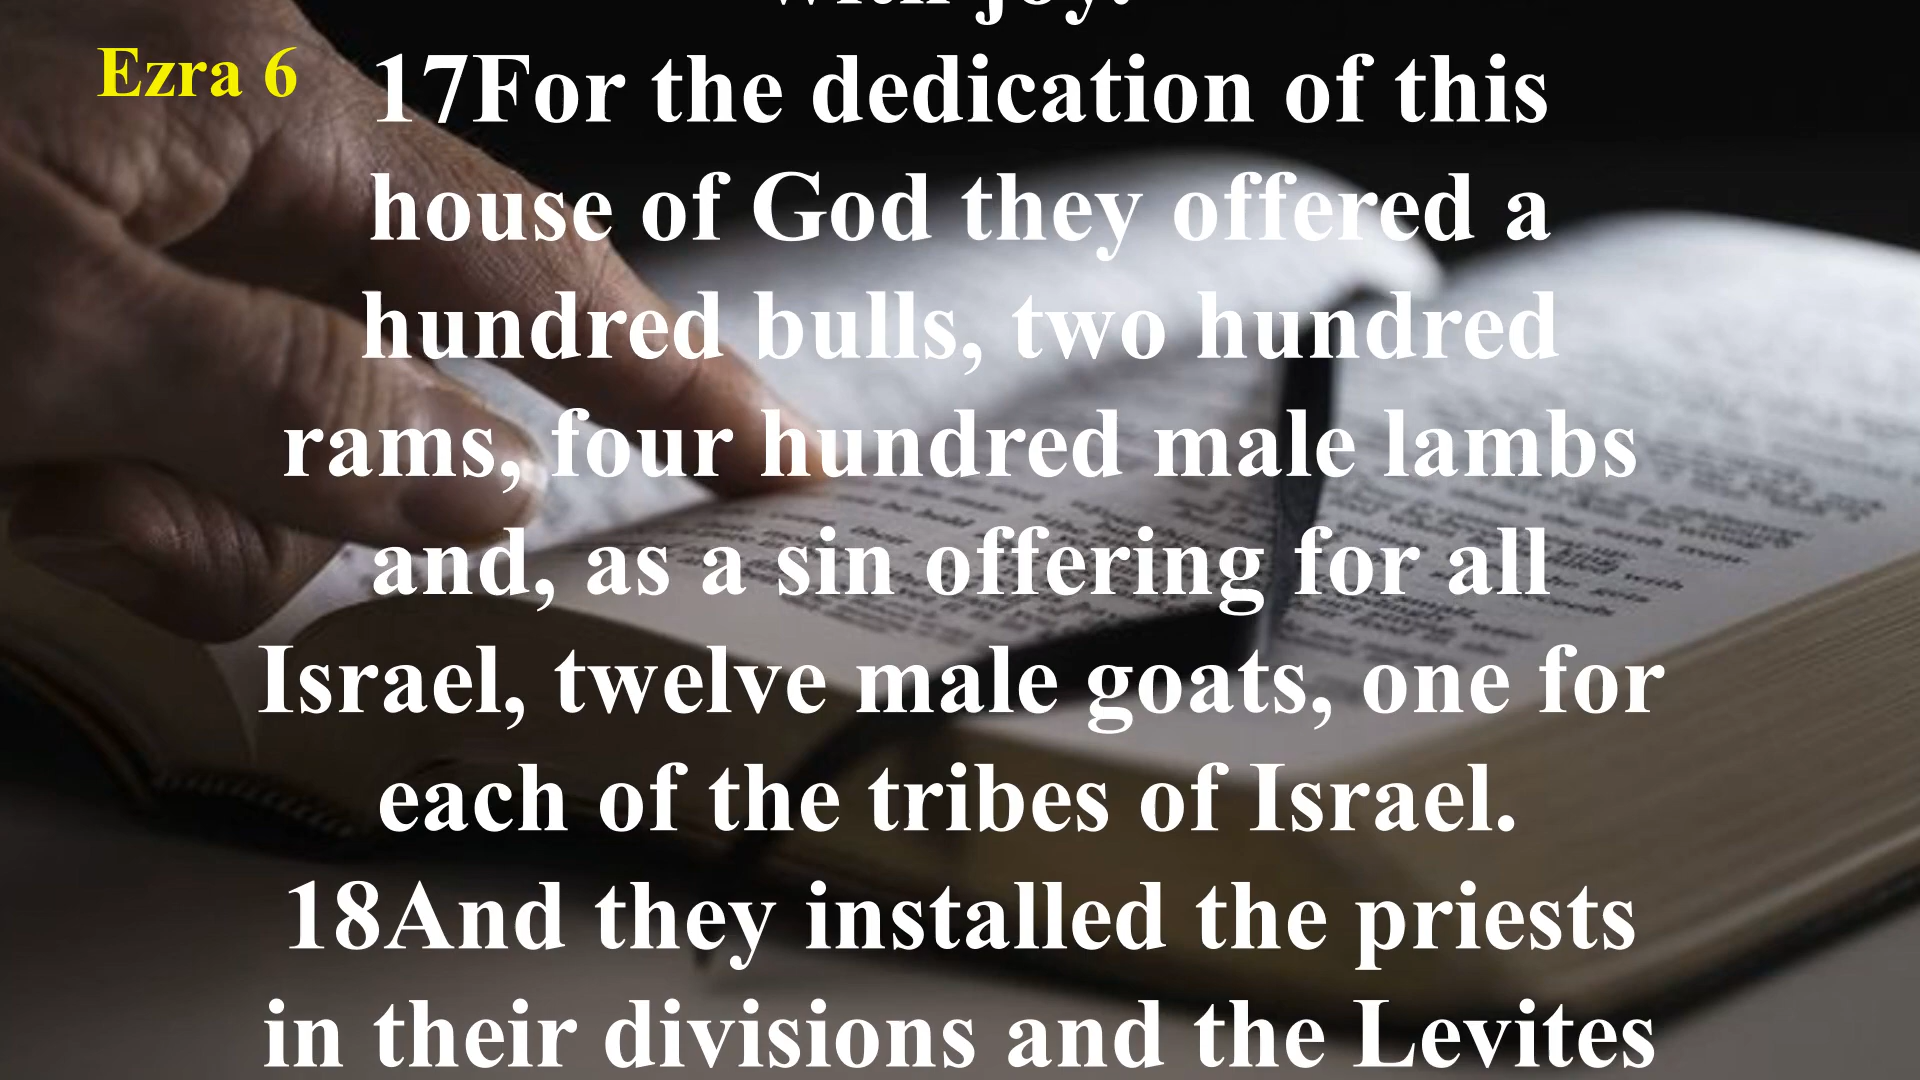 with joy.
Ezra 6
17For the dedication of this
house of God they offered a
hundred bulls, two hundred
rams, four hundred male lambs
and, as a sin offering for all
Israel, twelve male goats, one for
each of the tribes of Israel.
18And they installed the priests
in their divisions and the Levites